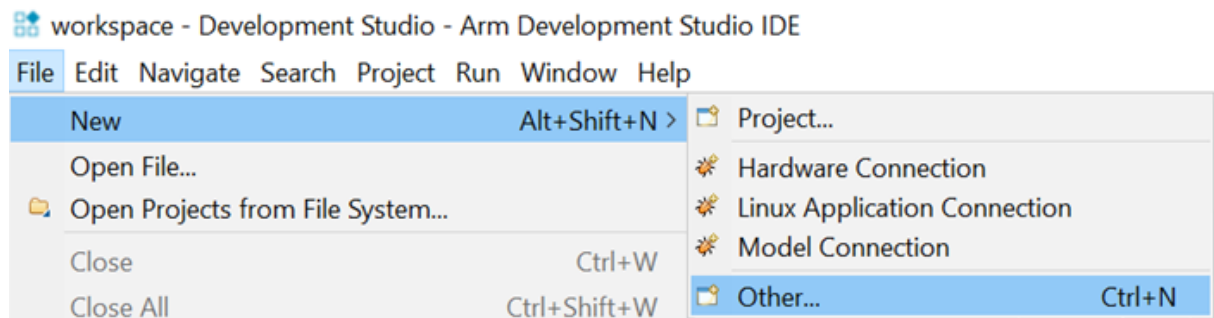 workspace - Development Studio - Arm Development Studio IDE
File Edit Navigate Search Project Run Window Help
New Alt+Shift+N >
Open File...
Open Projects from File System...
Close Ctrl+W
Close All Ctrl+Shift+W
Project...
Hardware Connection
Linux Application Connection
Model Connection
Other... Ctrl+N